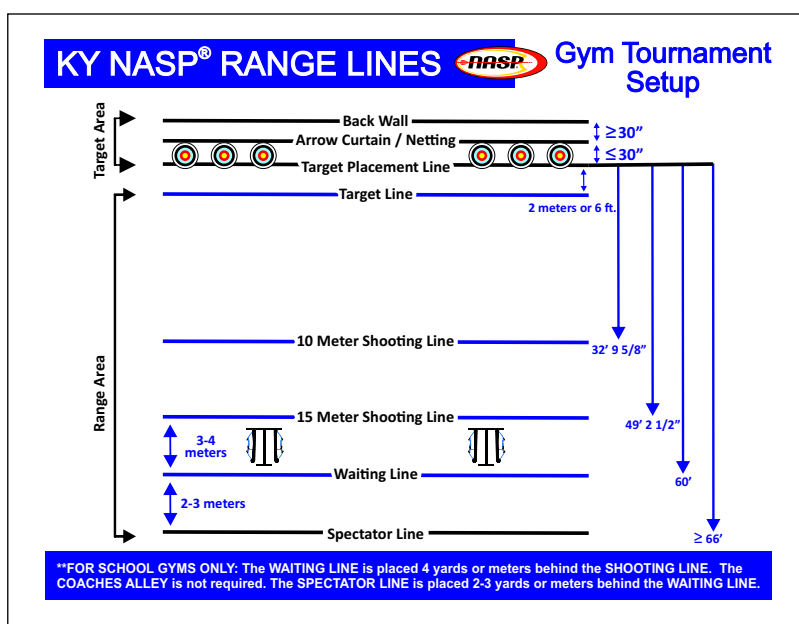 KY NASP® RANGE LINES
NASP
Gym Tournament
Setup
Target Area
Back Wall
≥30”
Arrow Curtain / Netting
≤30”
Target Placement Line
Target Line
2 meters or 6 ft.
Range Area
10 Meter Shooting Line
32’ 9 5/8”
15 Meter Shooting Line
49’ 2 1/2”
3-4
meters
Waiting Line
60’
2-3 meters
Spectator Line
≥ 66’
**FOR SCHOOL GYMS ONLY: The WAITING LINE is placed 4 yards or meters behind the SHOOTING LINE. The
COACHES ALLEY is not required. The SPECTATOR LINE is placed 2-3 yards or meters behind the WAITING LINE.